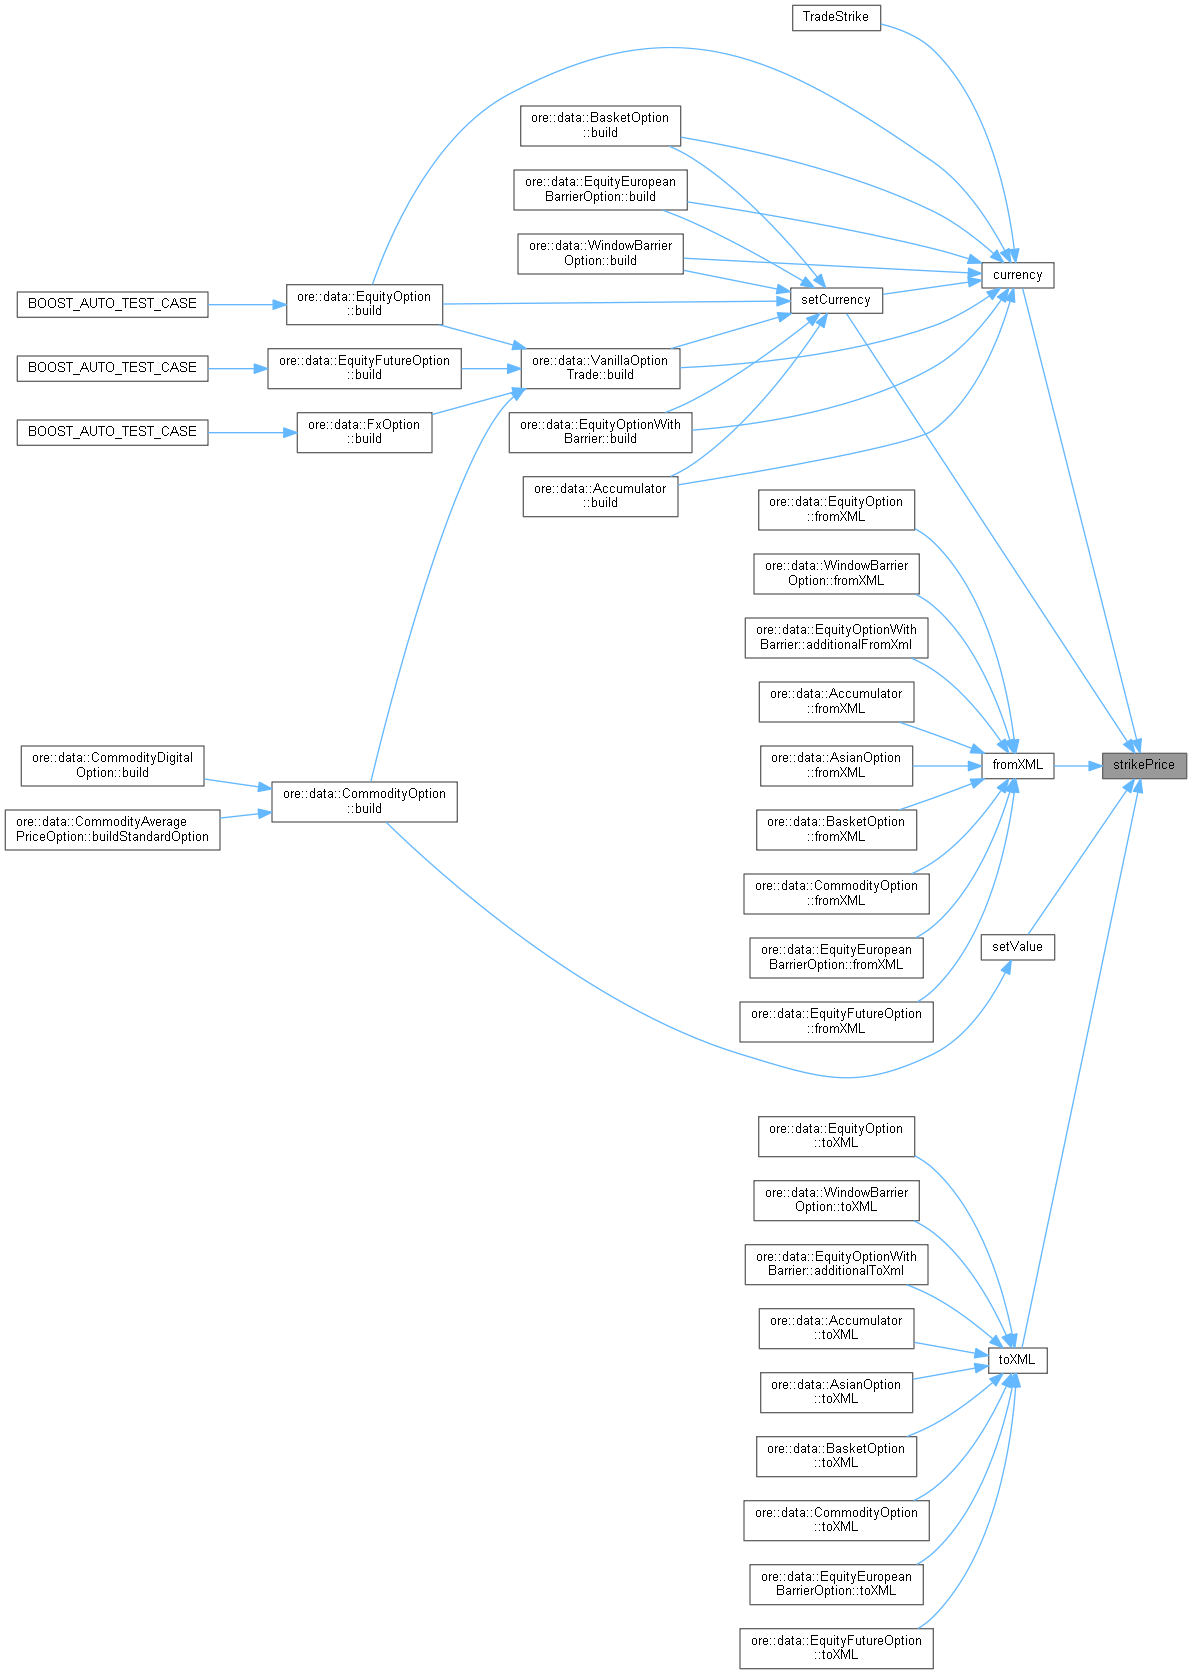 TradeStrike
ore::data::BasketOption
::build
ore::data::EquityEuropean
BarrierOption::build
ore::data::WindowBarrier
Option::build
currency
setCurrency
BOOST_AUTO_TEST_CASE
ore::data::EquityOption
::build
BOOST_AUTO_TEST_CASE
ore::data::EquityFutureOption
::build
ore::data::VanillaOption
Trade::build
BOOST_AUTO_TEST_CASE
ore::data::FxOption
::build
ore::data::EquityOptionWith
Barrier::build
ore::data::Accumulator
::build
ore::data::EquityOption
::fromXML
ore::data::WindowBarrier
Option::fromXML
ore::data::EquityOptionWith
Barrier::additionalFromXml
ore::data::Accumulator
::fromXML
ore::data::CommodityDigital
Option::build
ore::data::AsianOption
::fromXML
fromXML
strikePrice
ore::data::CommodityOption
::build
ore::data::CommodityAverage
PriceOption::buildStandardOption
ore::data::BasketOption
::fromXML
ore::data::CommodityOption
::fromXML
ore::data::EquityEuropean
BarrierOption::fromXML
setValue
ore::data::EquityFutureOption
::fromXML
ore::data::EquityOption
::toXML
ore::data::WindowBarrier
Option::toXML
ore::data::EquityOptionWith
Barrier::additionalToXml
ore::data::Accumulator
::toXML
toXML
ore::data::AsianOption
::toXML
ore::data::BasketOption
::toXML
ore::data::CommodityOption
::toXML
ore::data::EquityEuropean
BarrierOption::toXML
ore::data::EquityFutureOption
::toXML